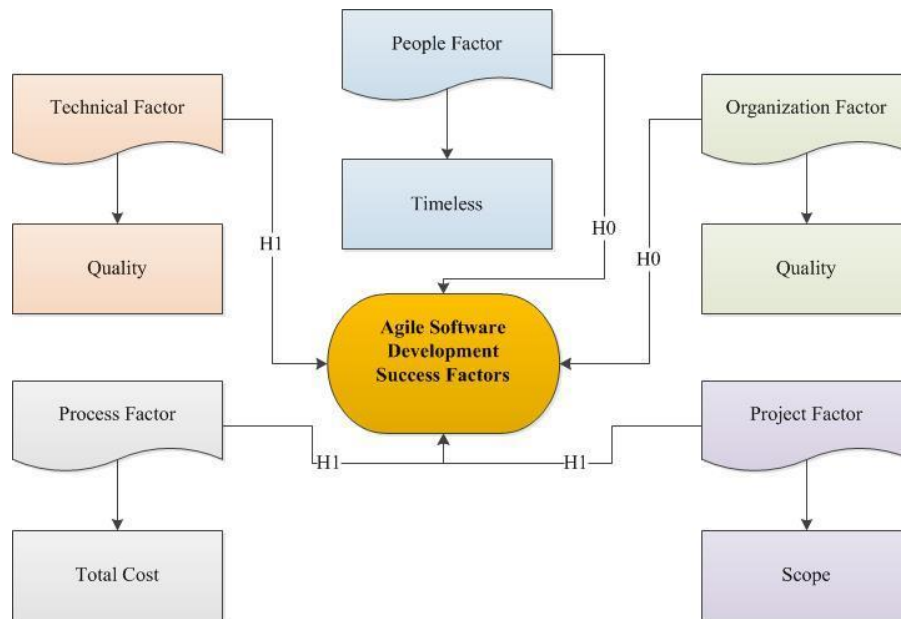 People Factor
Technical Factor
Organization Factor
Timeless
H0
H1
H0
Quality
Quality
Agile Software
Development
Success Factors
Process Factor
Project Factor
H1
H1
Total Cost
Scope